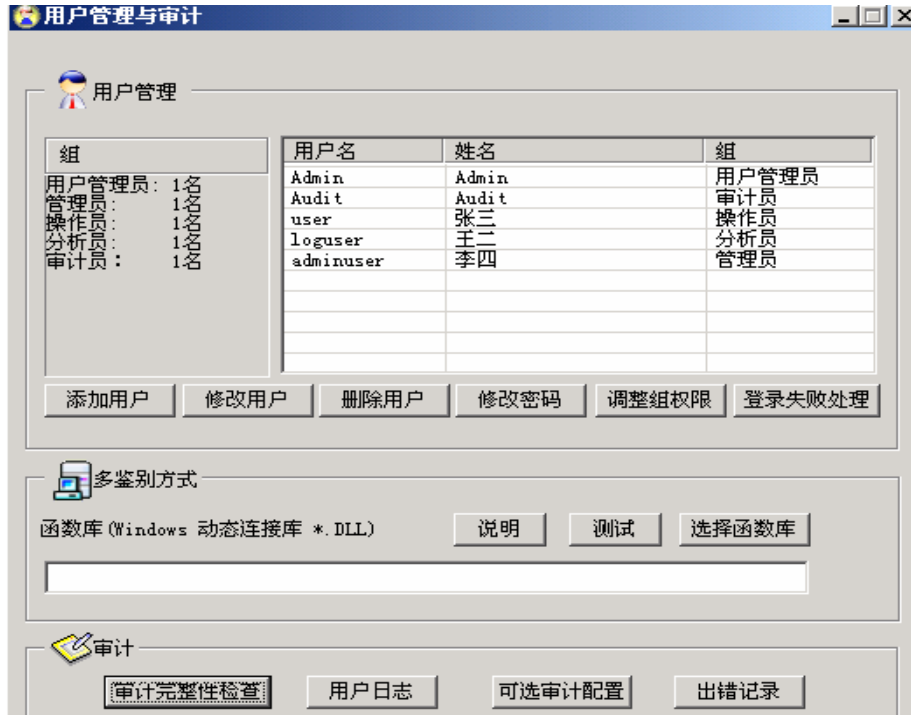 用户管理与审计
用户管理
组
用户管理员: 1名
管理员: 1名
操作员: 1名
分析员: 1名
审计员： 1名
用户名 姓名 组
Admin Admin 用户管理员
Audit Audit 审计员
user 张三 操作员
loguser 王二 分析员
adminuser 李四 管理员
添加用户 修改用户 删除用户 修改密码 调整组权限 登录失败处理
多鉴别方式
函数库(Windows 动态连接库 *.DLL) 说明 测试 选择函数库
审计
审计完整性检查 用户日志 可选审计配置 出错记录